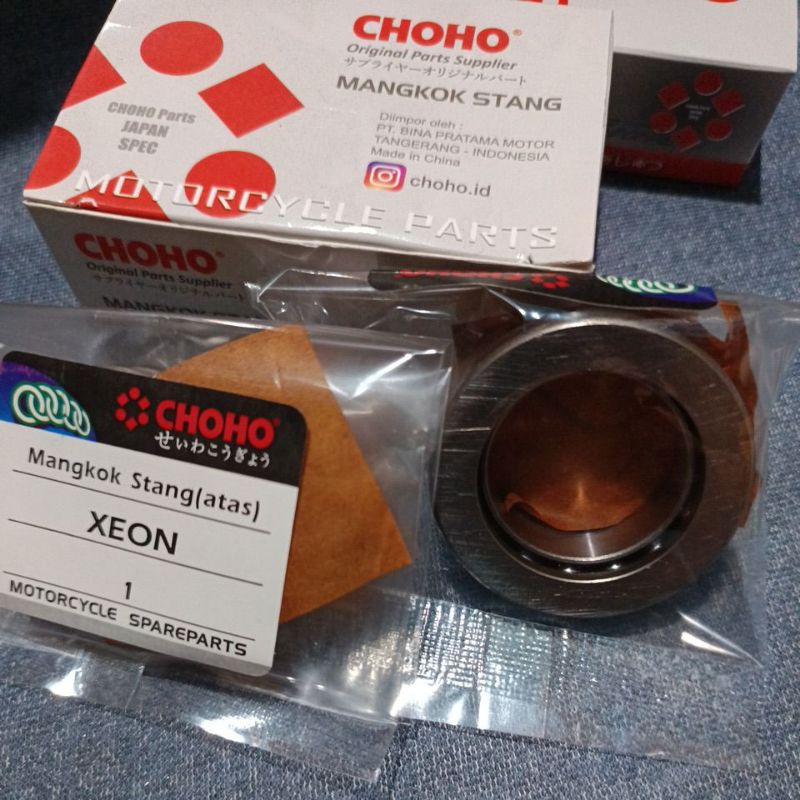 CHOHO®
Original Parts Supplier
サプライヤーオリジナルパート
MANGKOK STANG
CHOHO Parts
JAPAN
SPEC
Diimpor oleh :
PT. BINA PRATAMA MOTOR
TANGERANG - INDONESIA
Made in China
choho.id
MOTORCYCLE PARTS
CHOHO®
Original Parts Supplier
サプライヤーオリジナルパート
MANGKOK
CHOHO
CHOHO®
せいわこうぎょう
Mangkok Stang(atas)
XEON
1
MOTORCYCLE SPAREPARTS